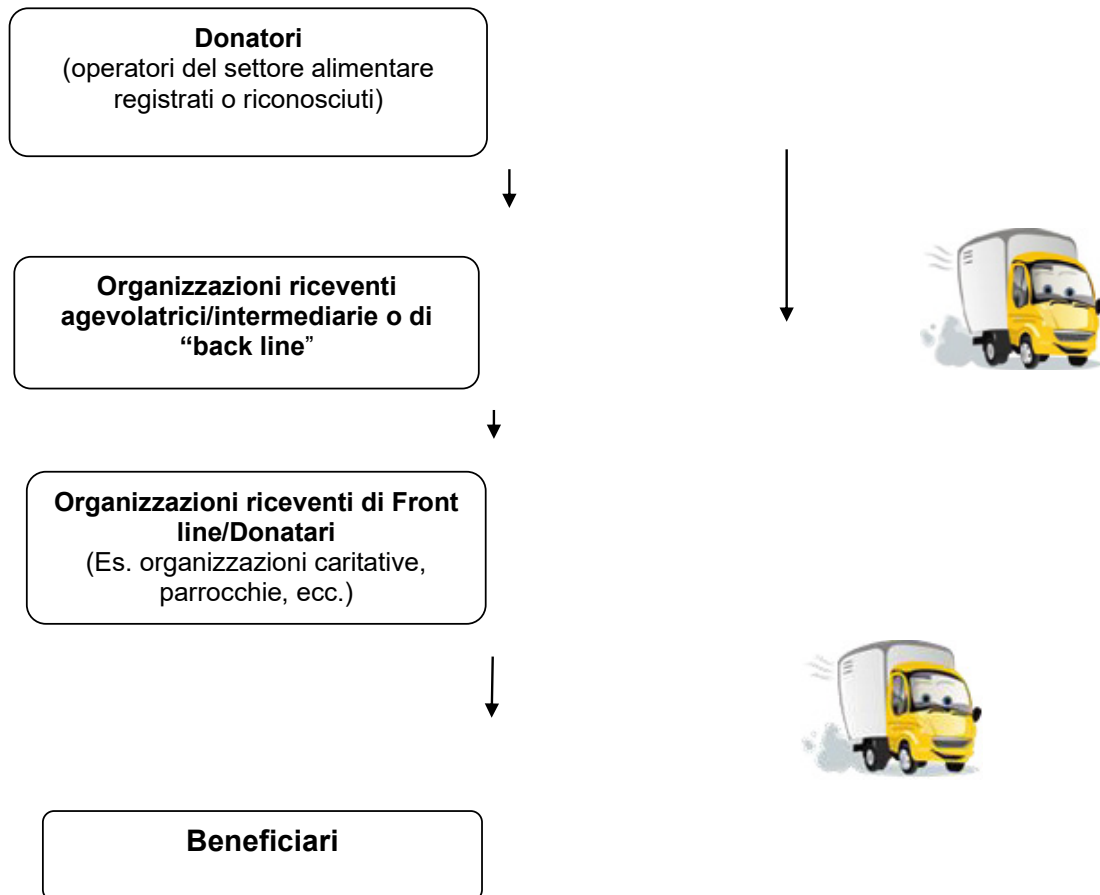 Donatori
(operatori del settore alimentare
registrati o riconosciuti)
Organizzazioni riceventi
agevolatrici/intermediarie o di
“back line”
Organizzazioni riceventi di Front
line/Donatari
(Es. organizzazioni caritative,
parrocchie, ecc.)
Beneficiari